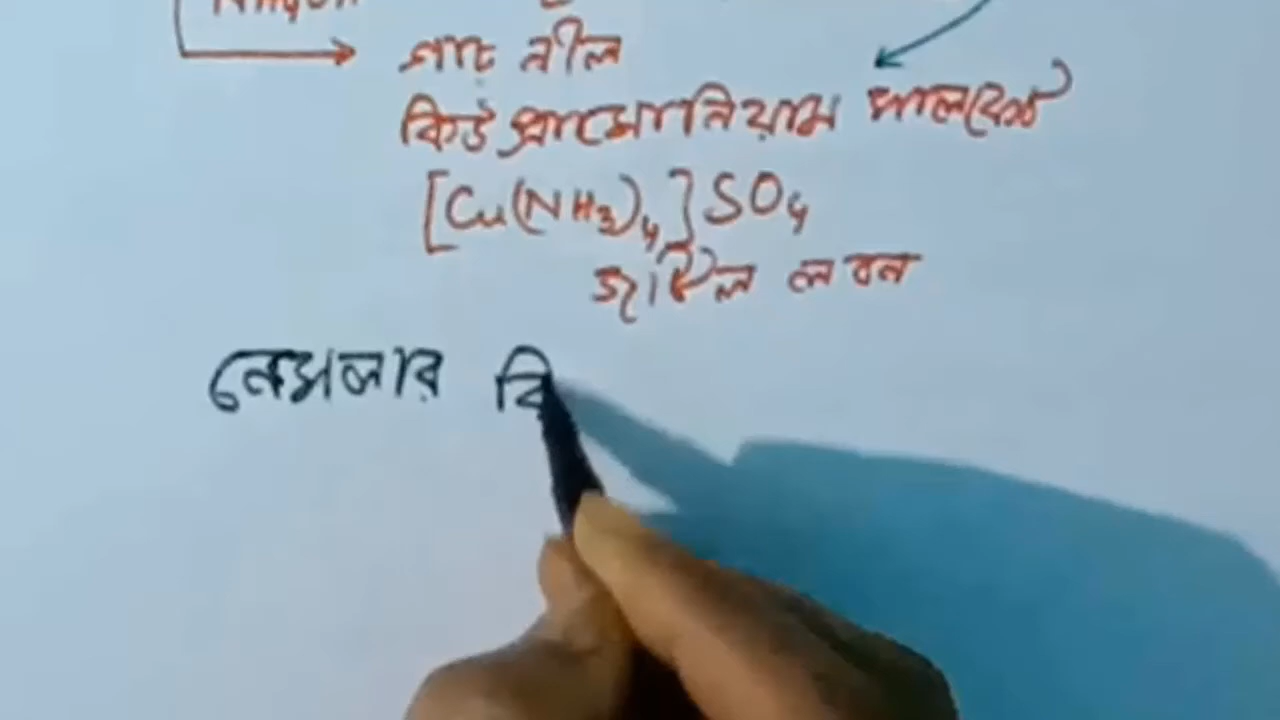 গাঢ় নীল
কিউপ্রামোনিয়াম সালফেট
[Cu(NH₃)₄]SO₄
জটিল লবন
নেসলার বি